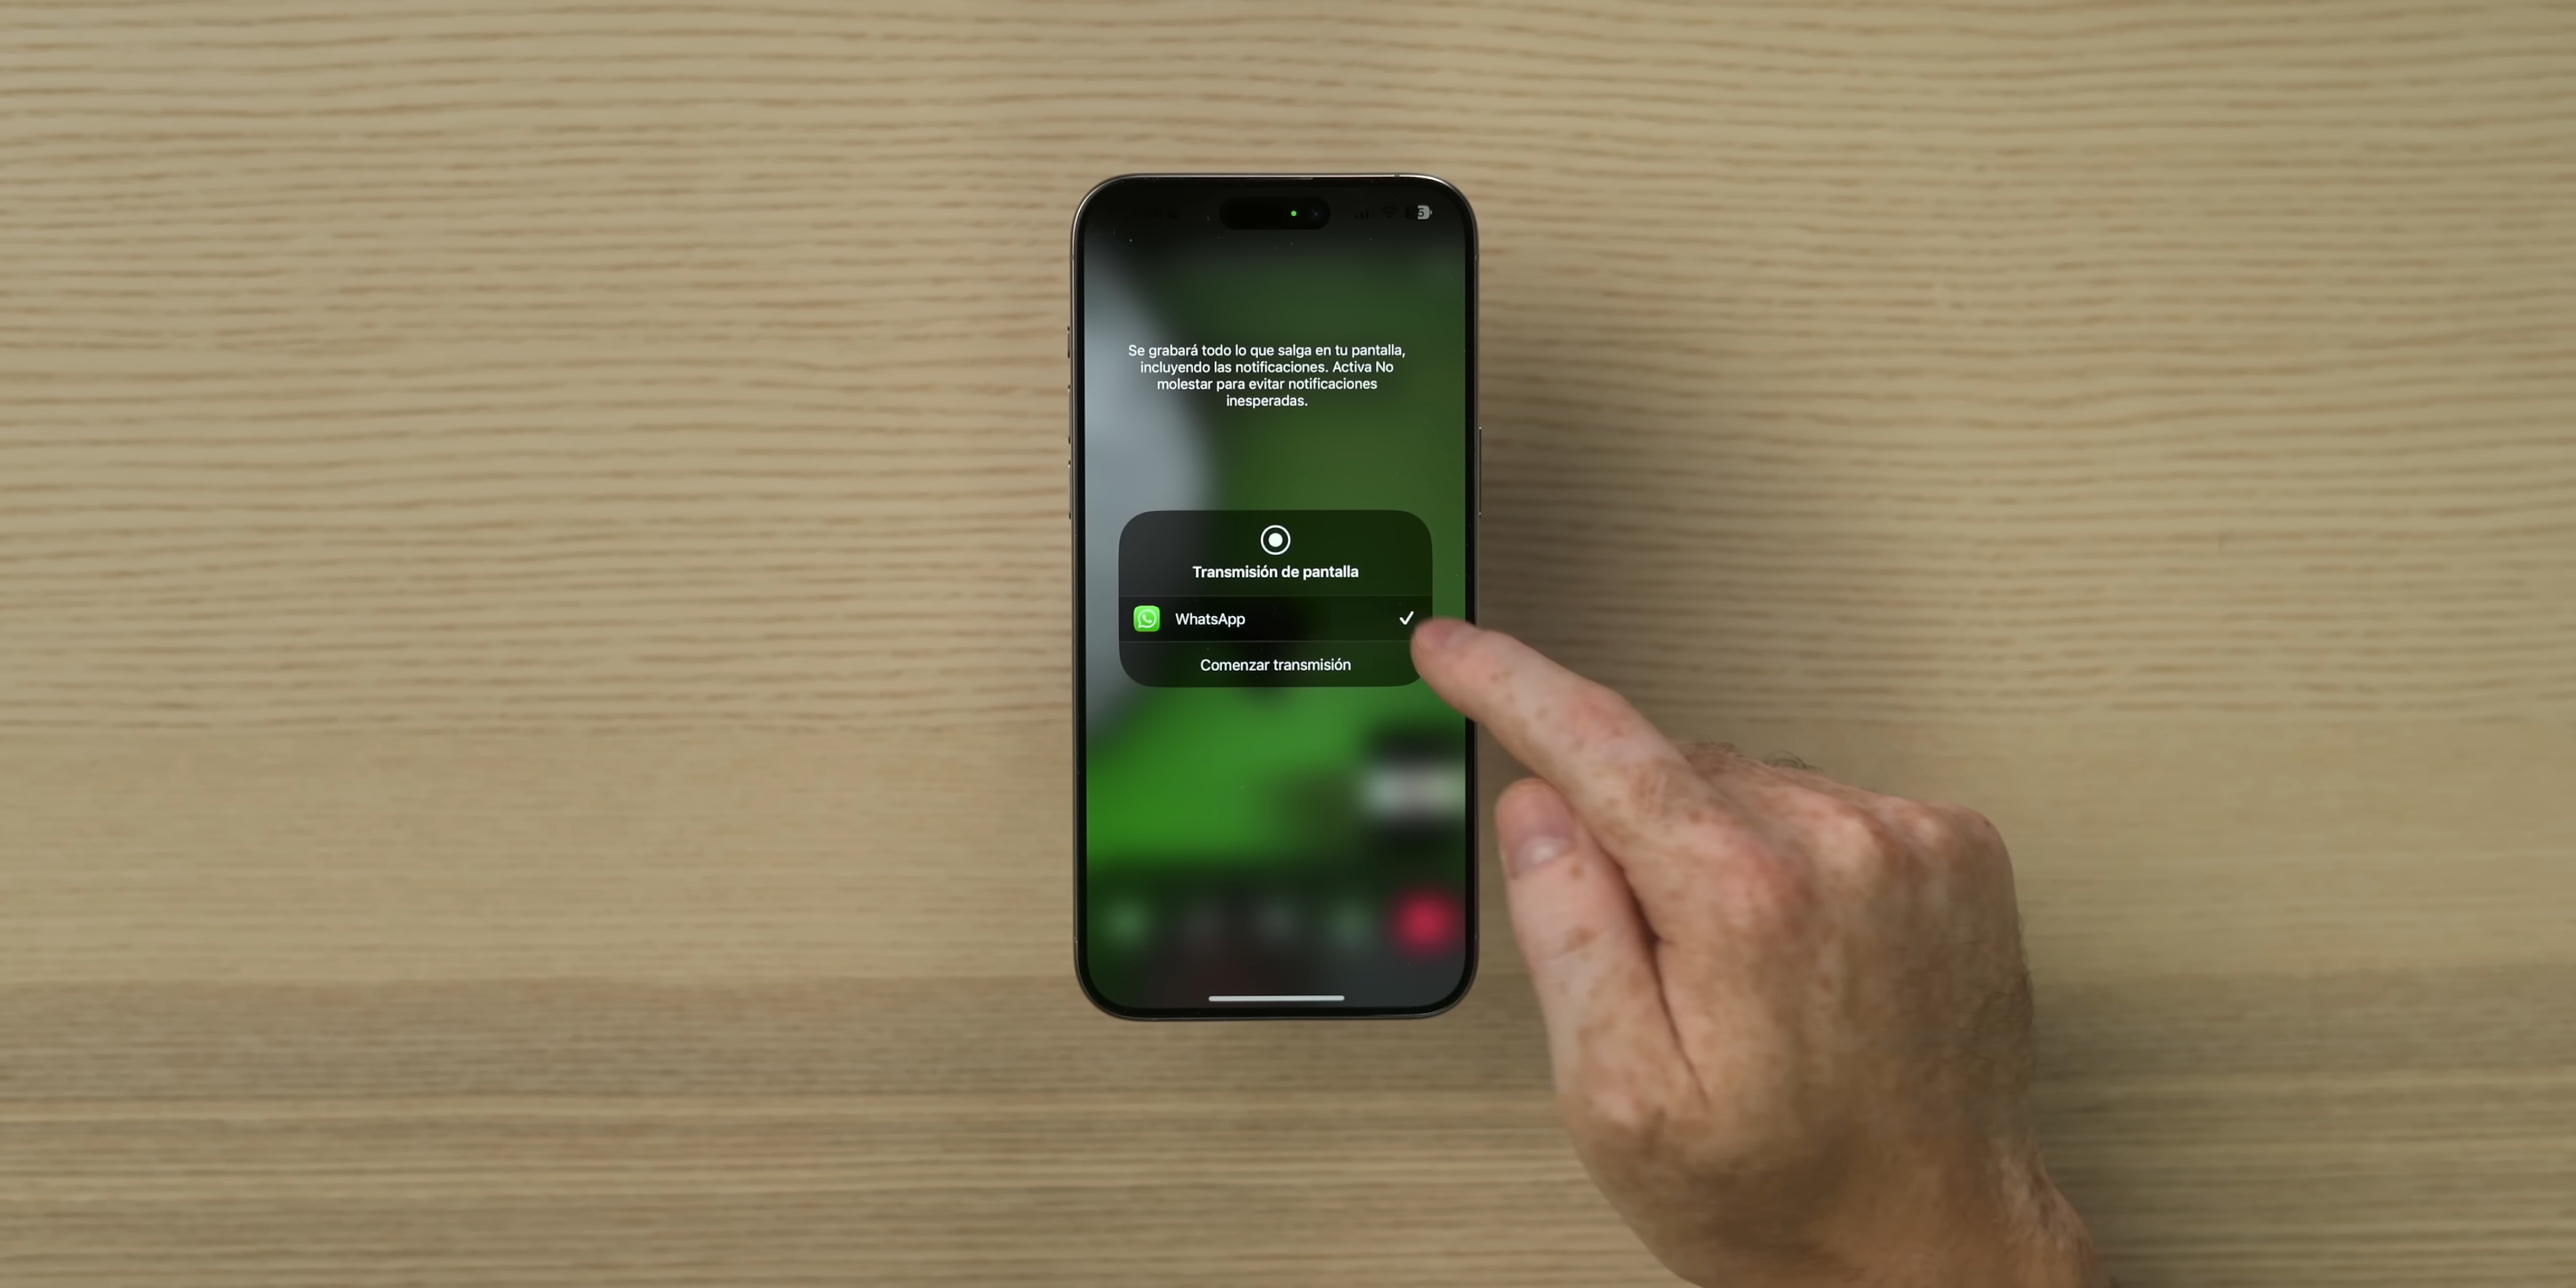 Se grabará todo lo que salga en tu pantalla,
incluyendo las notificaciones. Activa No
molestar para evitar notificaciones
inesperadas.
Transmisión de pantalla
WhatsApp
Comenzar transmisión